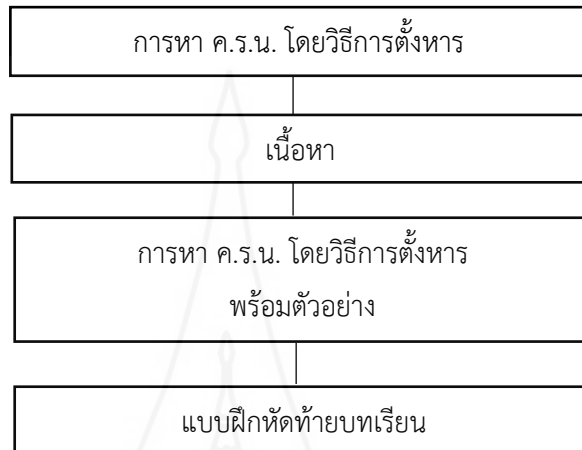 การหา ค.ร.น. โดยวิธีการตั้งหาร
เนื้อหา
การหา ค.ร.น. โดยวิธีการตั้งหาร
พร้อมตัวอย่าง
แบบฝึกหัดท้ายบทเรียน